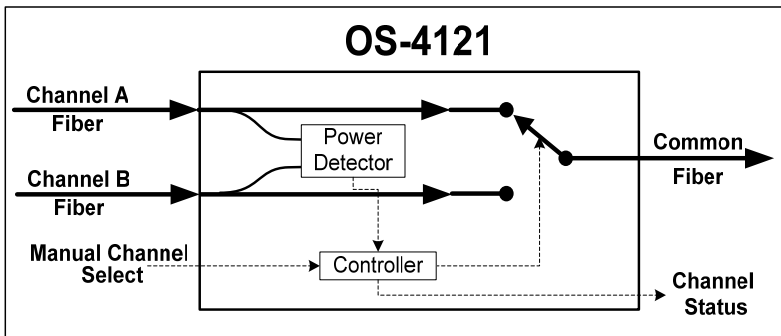 OS-4121
Channel A
Fiber
Power
Detector
Common
Fiber
Channel B
Fiber
Manual Channel
Select
Controller
Channel
Status